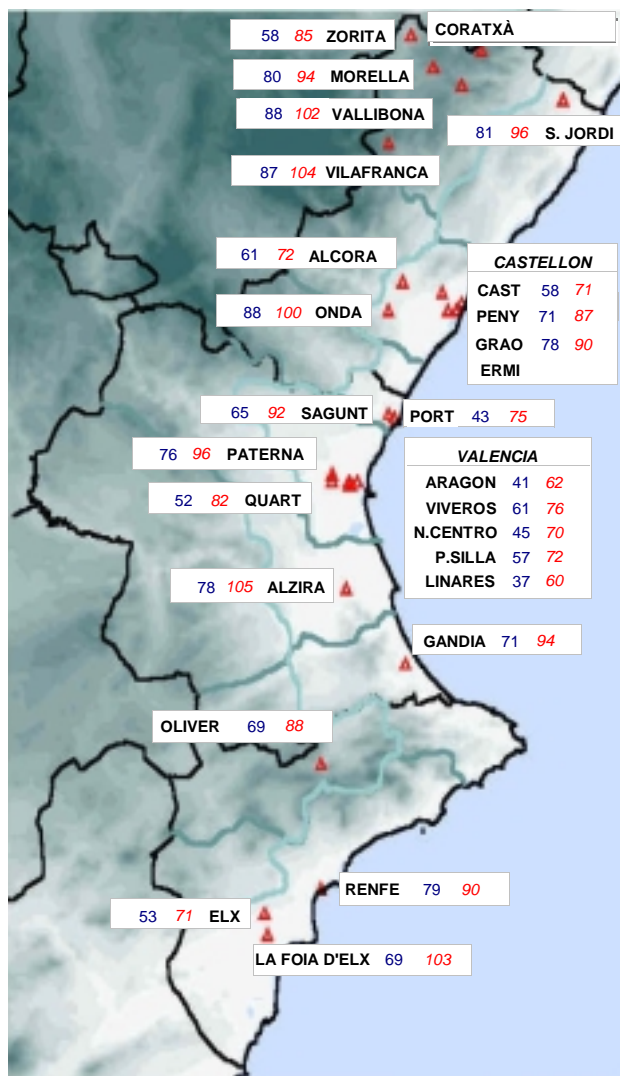 CORATXÀ
58 85 ZORITA
80 94 MORELLA
88 102 VALLIBONA
81 96 S. JORDI
87 104 VILAFRANCA
61 72 ALCORA
CASTELLON
CAST 58 71
PENY 71 87
GRAO 78 90
ERMI
88 100 ONDA
65 92 SAGUNT
PORT 43 75
76 96 PATERNA
52 82 QUART
VALENCIA
ARAGON 41 62
VIVEROS 61 76
N.CENTRO 45 70
P.SILLA 57 72
LINARES 37 60
78 105 ALZIRA
GANDIA 71 94
OLIVER 69 88
RENFE 79 90
53 71 ELX
LA FOIA D'ELX 69 103